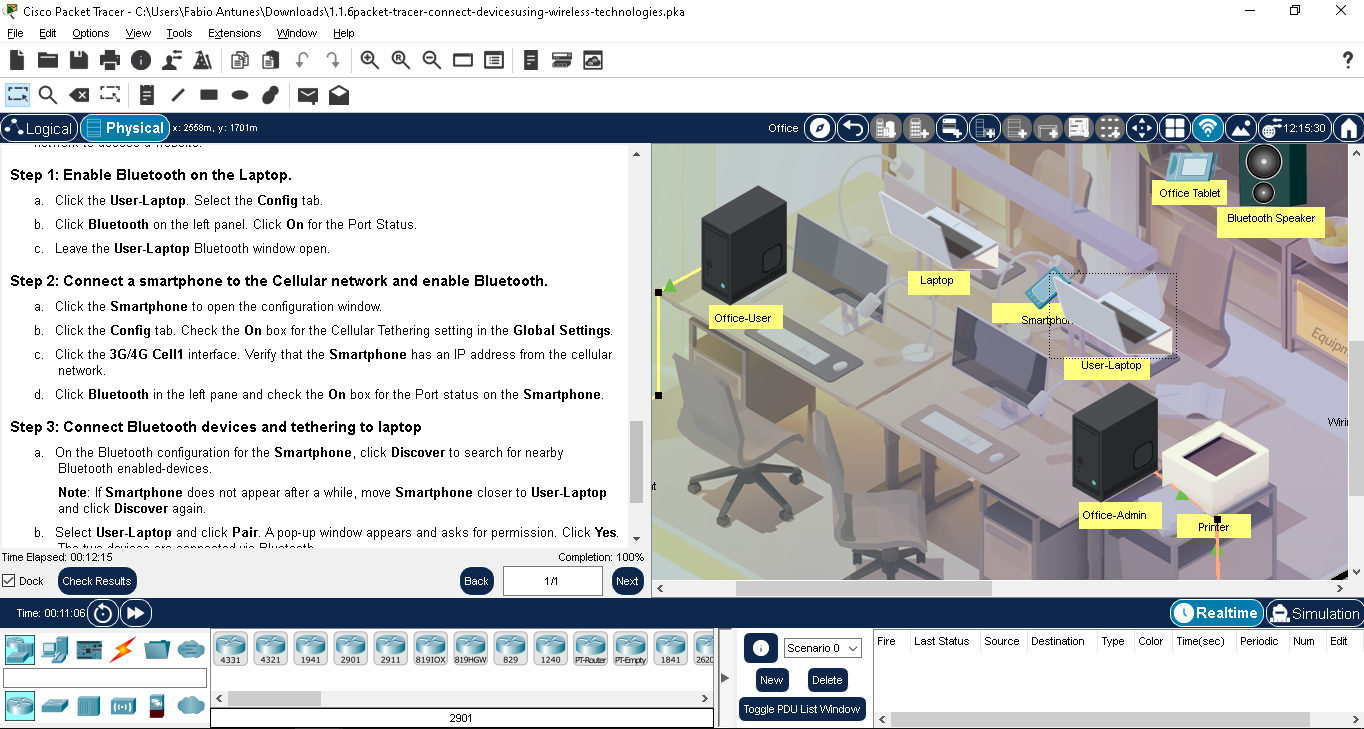 Cisco Packet Tracer - C:\Users\Fabio Antunes\Downloads\1.1.6packet-tracer-connect-devicesusing-wireless-technologies.pka
File Edit Options View Tools Extensions Window Help
Logical Physical x: 2558m, y: 1701m Office 12:15:30
network to access a website.
Step 1: Enable Bluetooth on the Laptop.
a. Click the User-Laptop. Select the Config tab.
b. Click Bluetooth on the left panel. Click On for the Port Status.
c. Leave the User-Laptop Bluetooth window open.
Step 2: Connect a smartphone to the Cellular network and enable Bluetooth.
a. Click the Smartphone to open the configuration window.
b. Click the Config tab. Check the On box for the Cellular Tethering setting in the Global Settings.
c. Click the 3G/4G Cell1 interface. Verify that the Smartphone has an IP address from the cellular
network.
d. Click Bluetooth in the left pane and check the On box for the Port status on the Smartphone.
Step 3: Connect Bluetooth devices and tethering to laptop
a. On the Bluetooth configuration for the Smartphone, click Discover to search for nearby
Bluetooth enabled-devices.
Note: If Smartphone does not appear after a while, move Smartphone closer to User-Laptop
and click Discover again.
b. Select User-Laptop and click Pair. A pop-up window appears and asks for permission. Click Yes.
The two devices are connected via Bluetooth.
Time Elapsed: 00:12:15 Completion: 100%
Dock Check Results Back 1/1 Next
Office Tablet
Bluetooth Speaker
Laptop
Office-User
Smartphon
User-Laptop
Equipm
Wirin
nt
Office-Admin
Printer
Time: 00:11:06 Realtime Simulation
4331 4321 1941 2901 2911 819IOX 819HGW 829 1240 PT-Router PT-Empty 1841 2620
2901
Scenario 0
New Delete
Toggle PDU List Window
Fire Last Status Source Destination Type Color Time(sec) Periodic Num Edit